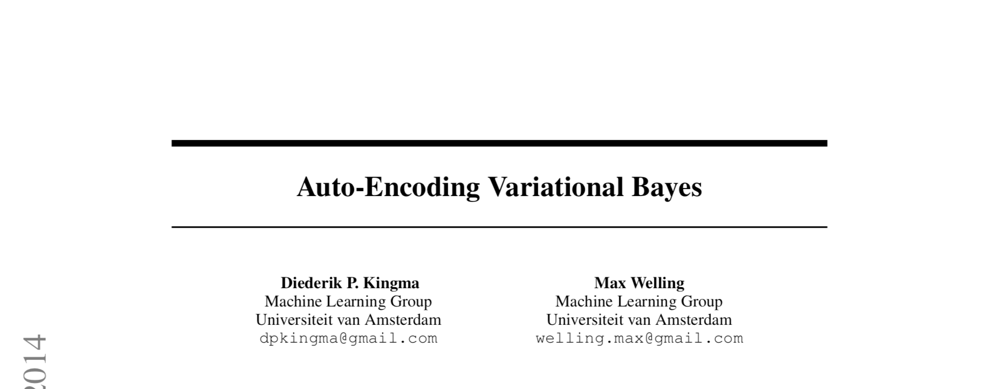 Auto-Encoding Variational Bayes
Diederik P. Kingma
Machine Learning Group
Universiteit van Amsterdam
dpkingma@gmail.com
Max Welling
Machine Learning Group
Universiteit van Amsterdam
welling.max@gmail.com
2014